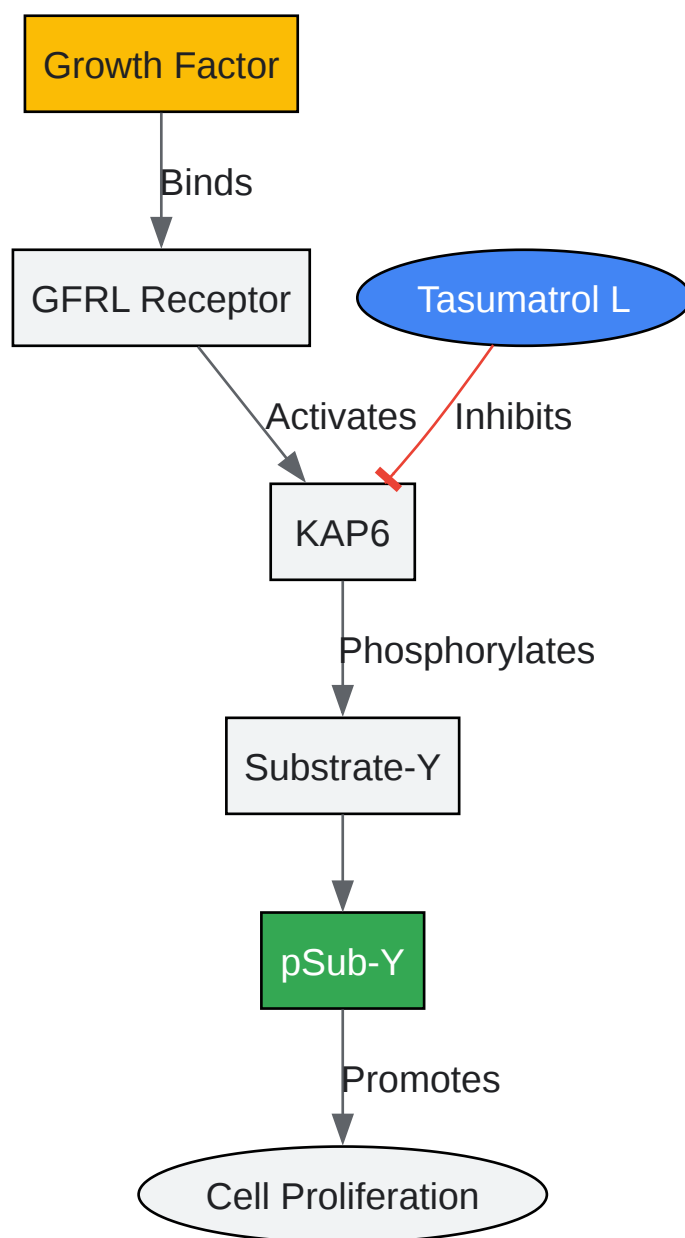 Growth Factor
Binds
GFRL Receptor
Tasumatrol L
Activates
Inhibits
KAP6
Phosphorylates
Substrate-Y
pSub-Y
Promotes
Cell Proliferation